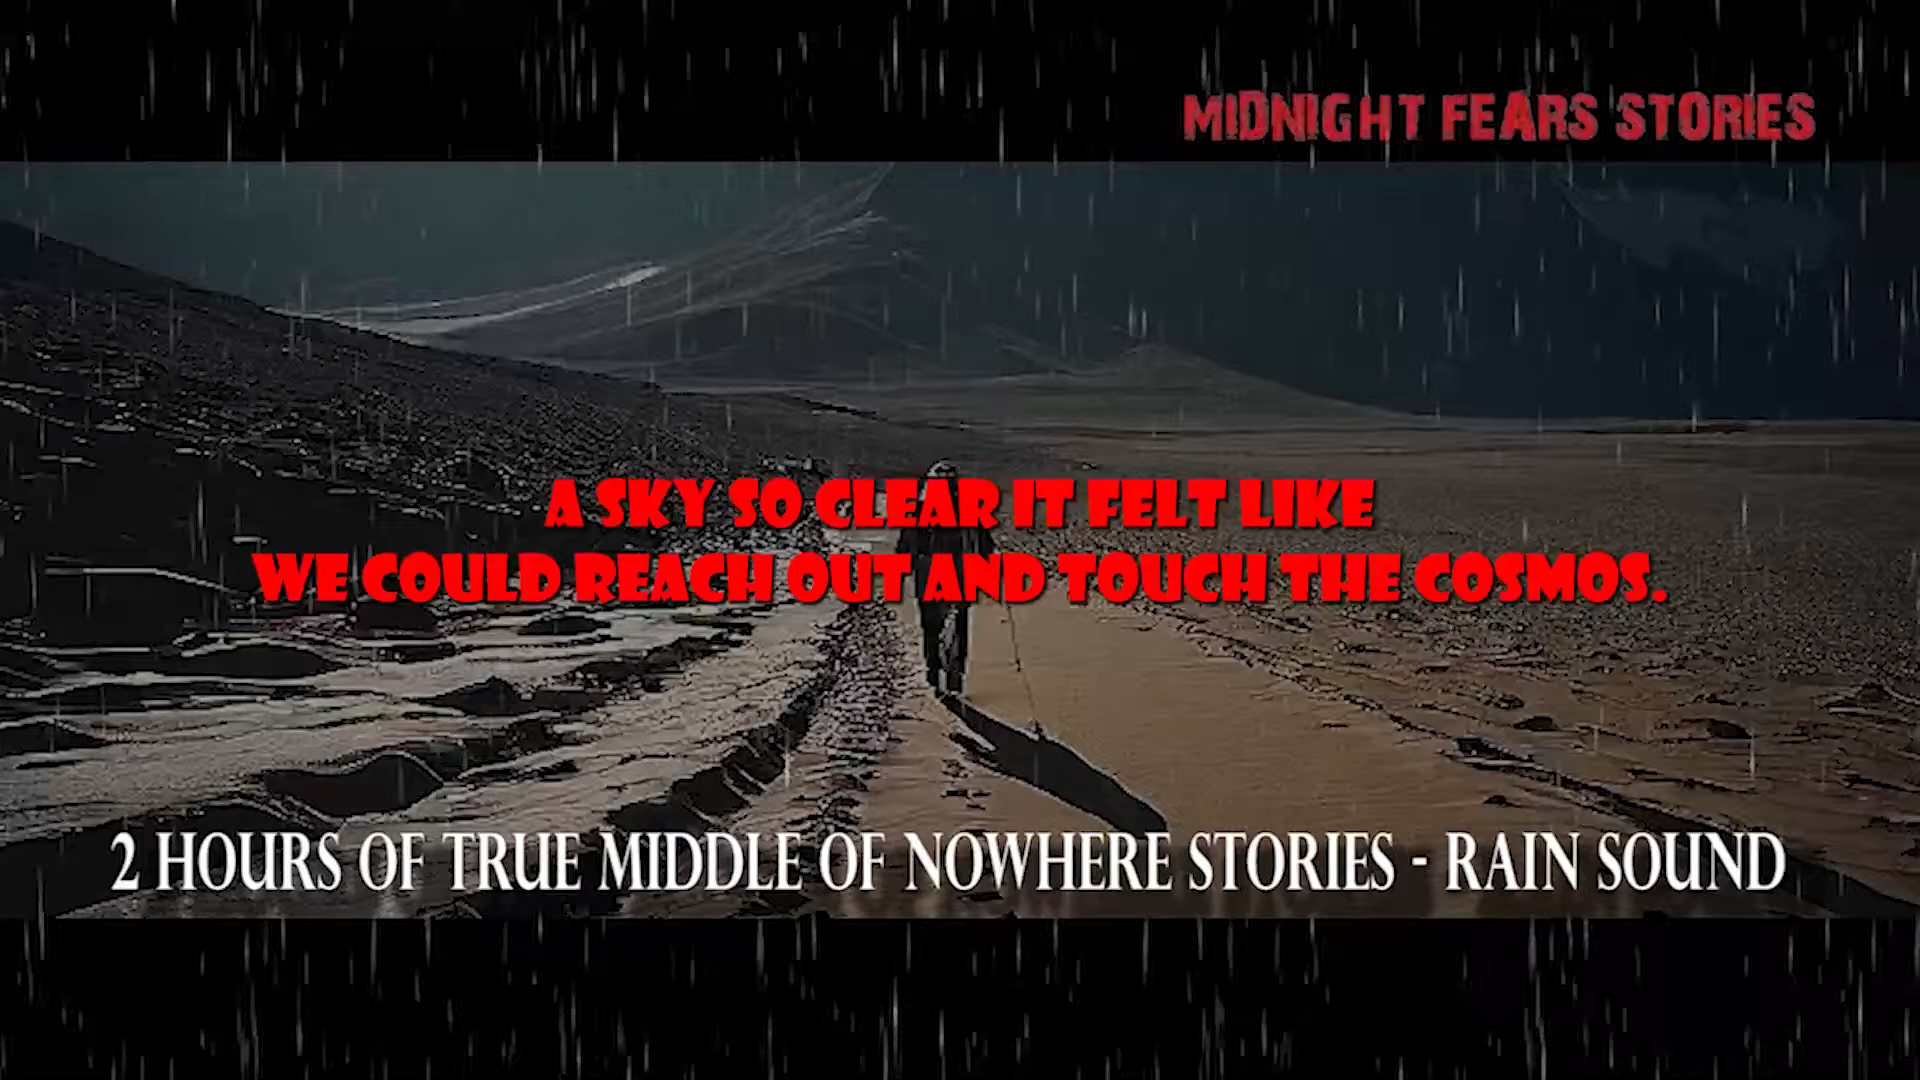 MIDNIGHT FEARS STORIES
A SKY SO CLEAR IT FELT LIKE
WE COULD REACH OUT AND TOUCH THE COSMOS.
2 HOURS OF TRUE MIDDLE OF NOWHERE STORIES - RAIN SOUND